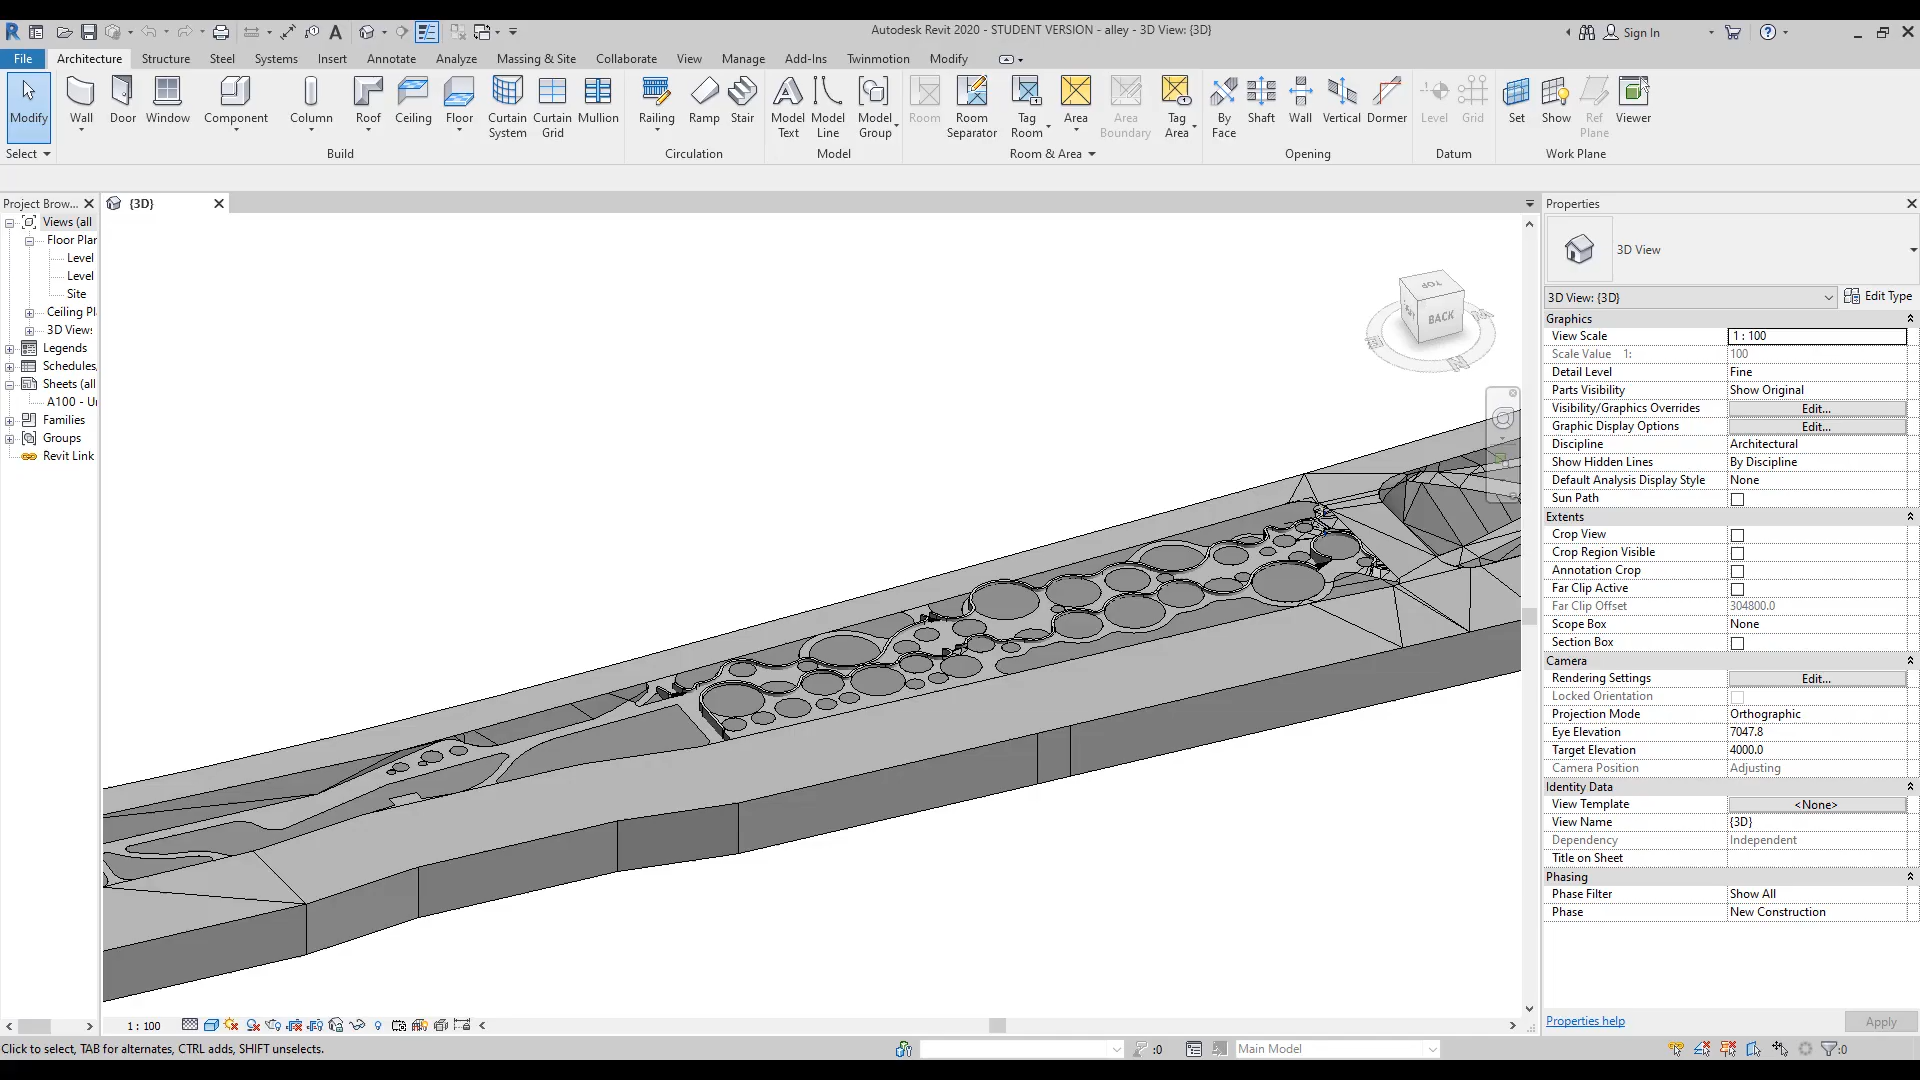 Autodesk Revit 2020 - STUDENT VERSION - alley - 3D View: {3D}
Sign In
File Architecture Structure Steel Systems Insert Annotate Analyze Massing & Site Collaborate View Manage Add-Ins Twinmotion Modify
Modify Wall Door Window Component Column Roof Ceiling Floor Curtain System Curtain Grid Mullion Railing Ramp Stair Model Text Model Line Model Group Room Room Separator Tag Room Area Area Boundary Tag Area By Face Shaft Wall Vertical Dormer Level Grid Set Show Ref Plane Viewer
Select Build Circulation Model Room & Area Opening Datum Work Plane
Project Brow...
{3D}
Properties
Views (all
Floor Plan
Level
Level
Site
Ceiling Pl
3D Views
Legends
Schedules,
Sheets (all
A100 - Un
Families
Groups
Revit Link
TOP
BACK
3D View
3D View: {3D}
Edit Type
Graphics
View Scale 1 : 100
Scale Value 1: 100
Detail Level Fine
Parts Visibility Show Original
Visibility/Graphics Overrides Edit...
Graphic Display Options Edit...
Discipline Architectural
Show Hidden Lines By Discipline
Default Analysis Display Style None
Sun Path
Extents
Crop View
Crop Region Visible
Annotation Crop
Far Clip Active
Far Clip Offset 304800.0
Scope Box None
Section Box
Camera
Rendering Settings Edit...
Locked Orientation
Projection Mode Orthographic
Eye Elevation 7047.8
Target Elevation 4000.0
Camera Position Adjusting
Identity Data
View Template <None>
View Name {3D}
Dependency Independent
Title on Sheet
Phasing
Phase Filter Show All
Phase New Construction
Properties help
Apply
1 : 100
Click to select, TAB for alternates, CTRL adds, SHIFT unselects.
:0
Main Model
:0